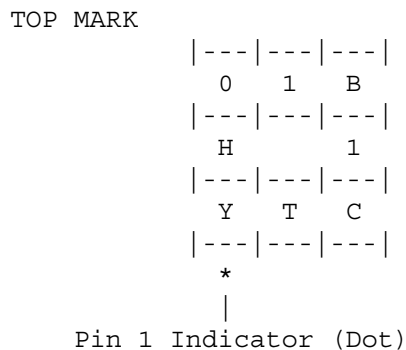 TOP MARK
|---|---|---|
0 1 B
|---|---|---|
H 1
|---|---|---|
Y T C
|---|---|---|
*
|
Pin 1 Indicator (Dot)